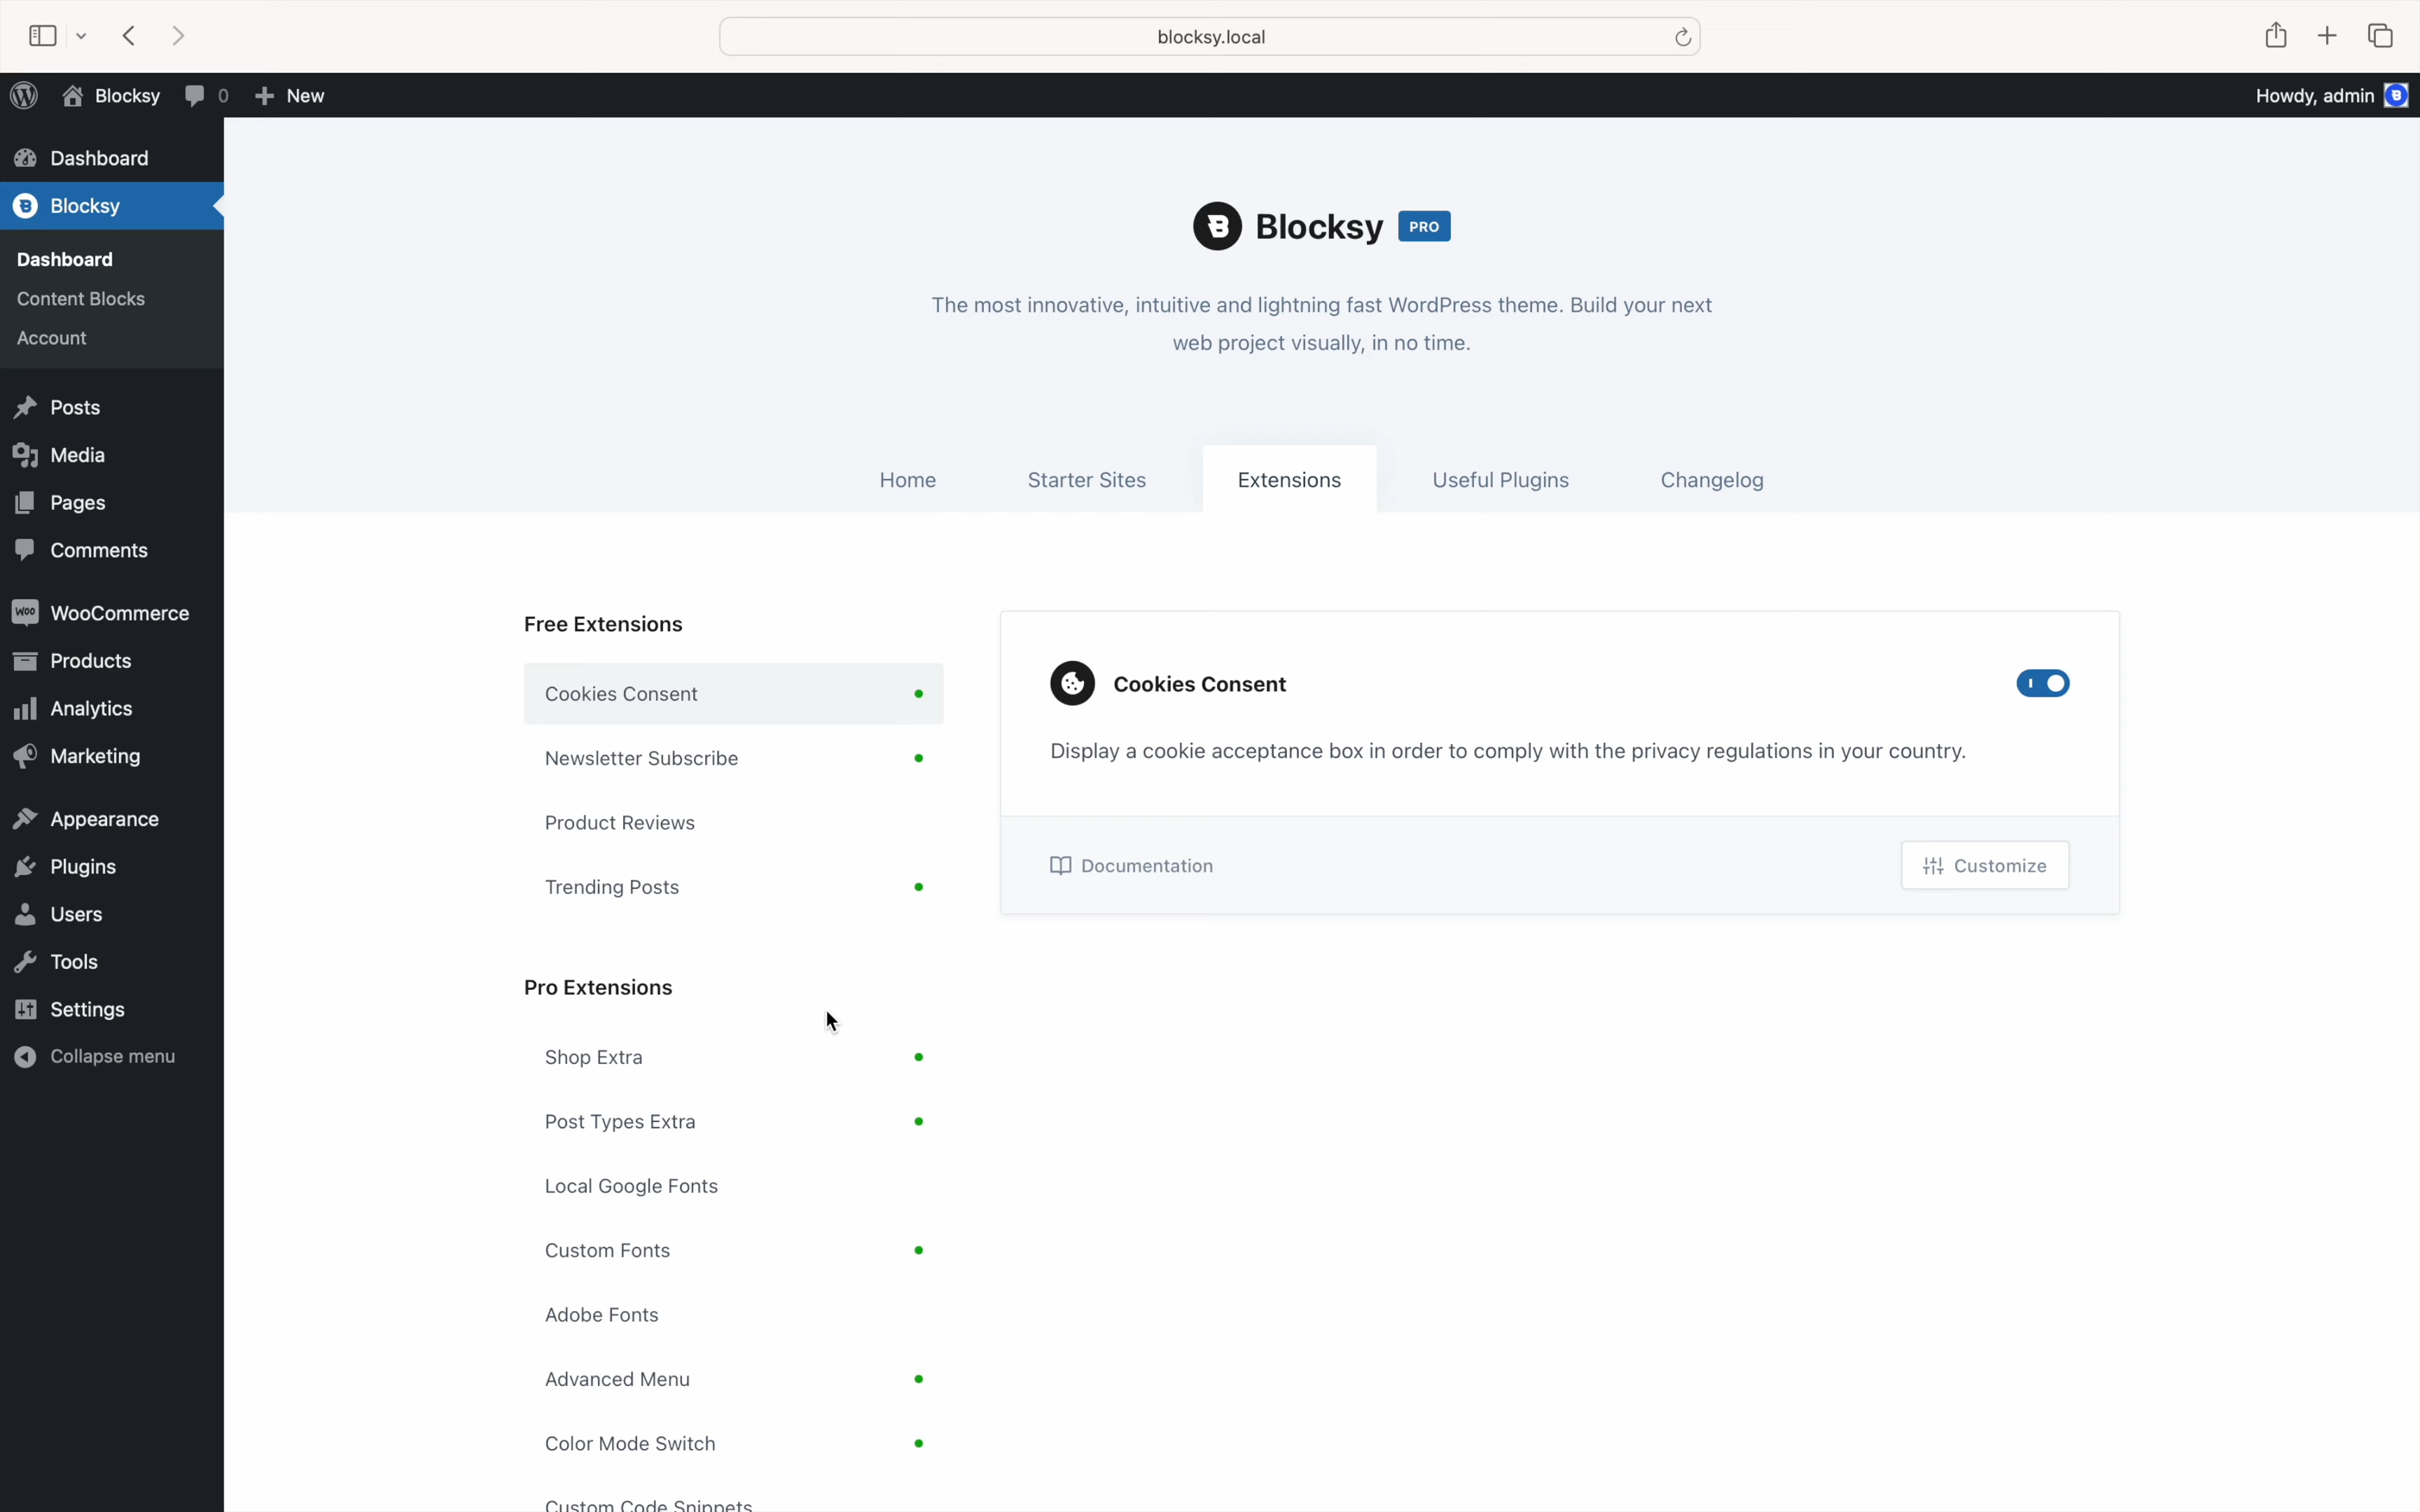 blocksy.local
Blocksy
0
New
Howdy, admin
Dashboard
Blocksy
Dashboard
Content Blocks
Account
Posts
Media
Pages
Comments
WooCommerce
Products
Analytics
Marketing
Appearance
Plugins
Users
Tools
Settings
Collapse menu
Blocksy PRO
The most innovative, intuitive and lightning fast WordPress theme. Build your next
web project visually, in no time.
Home
Starter Sites
Extensions
Useful Plugins
Changelog
Free Extensions
Cookies Consent
Newsletter Subscribe
Product Reviews
Trending Posts
Pro Extensions
Shop Extra
Post Types Extra
Local Google Fonts
Custom Fonts
Adobe Fonts
Advanced Menu
Color Mode Switch
Custom Code Snippets
Cookies Consent
Display a cookie acceptance box in order to comply with the privacy regulations in your country.
Documentation
Customize